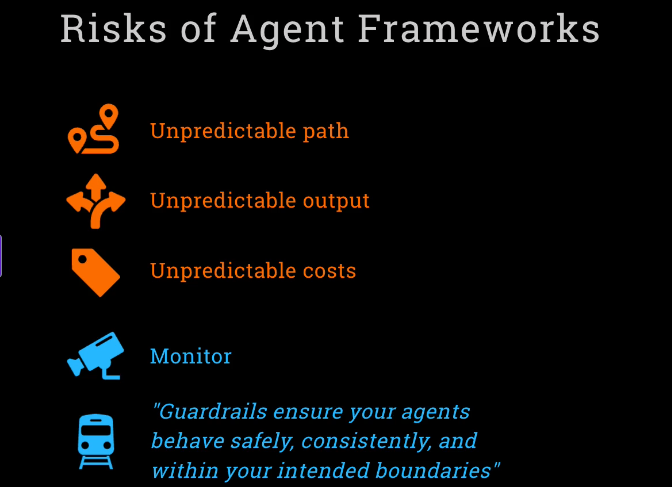 Risks of Agent Frameworks
Unpredictable path
Unpredictable output
Unpredictable costs
Monitor
"Guardrails ensure your agents
behave safely, consistently, and
within your intended boundaries"